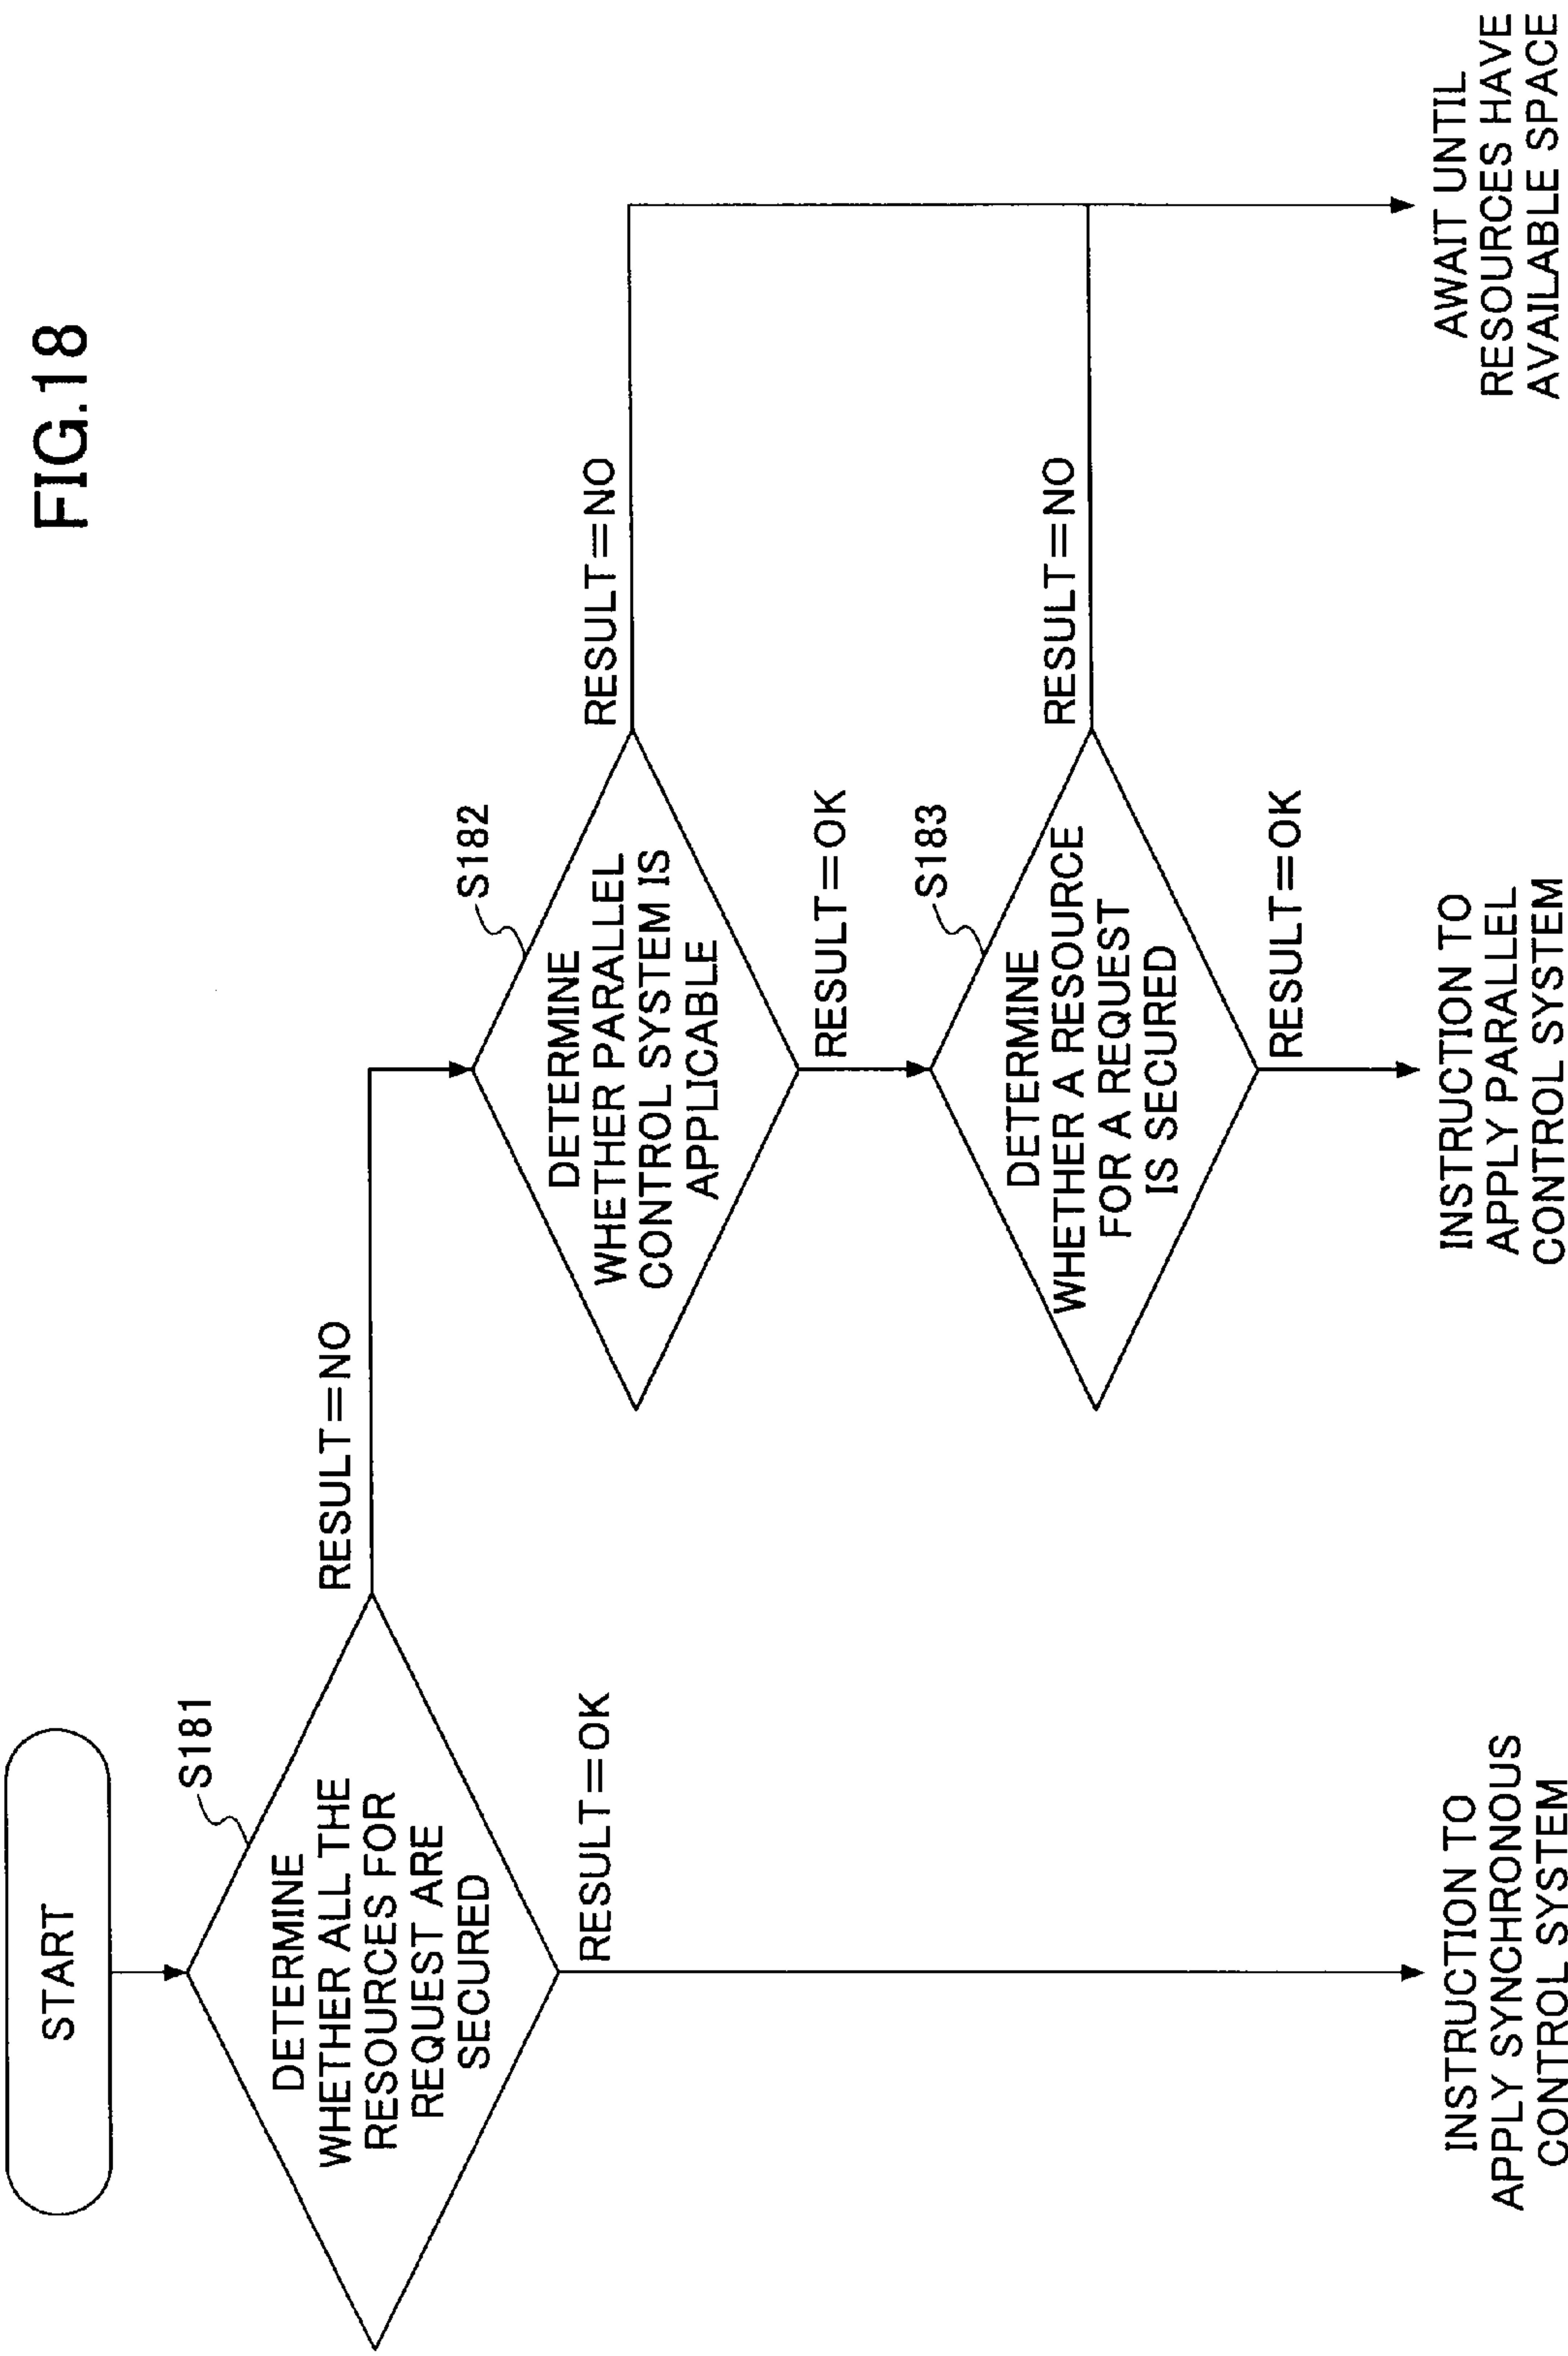 FIG.18
START
S181
DETERMINE
WHETHER ALL THE
RESOURCES FOR
REQUEST ARE
SECURED
RESULT=NO
RESULT=OK
S182
DETERMINE
WHETHER PARALLEL
CONTROL SYSTEM IS
APPLICABLE
RESULT=NO
RESULT=OK
S183
DETERMINE
WHETHER A RESOURCE
FOR A REQUEST
IS SECURED
RESULT=NO
RESULT=OK
INSTRUCTION TO
APPLY SYNCHRONOUS
CONTROL SYSTEM
INSTRUCTION TO
APPLY PARALLEL
CONTROL SYSTEM
AWAIT UNTIL
RESOURCES HAVE
AVAILABLE SPACE